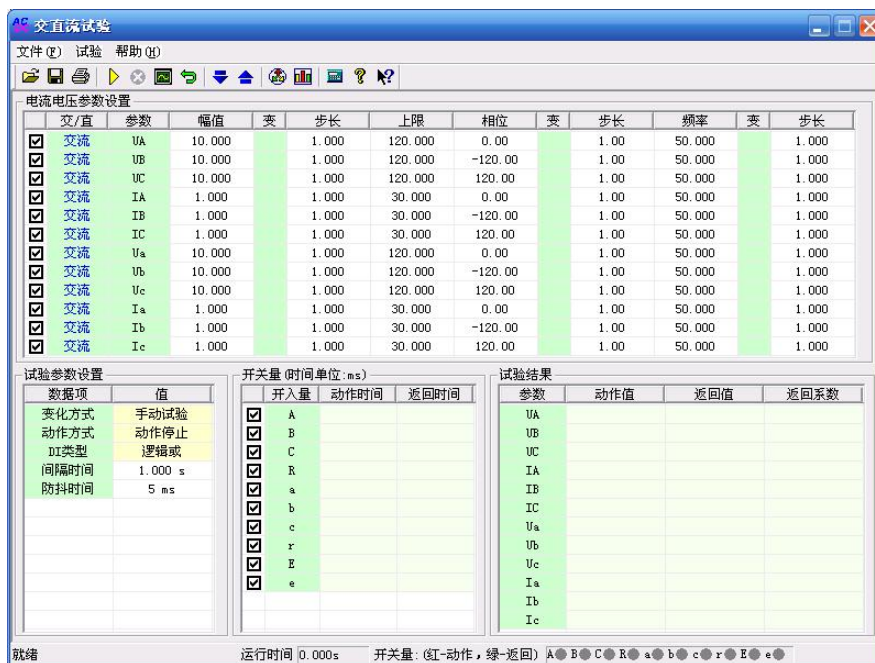 AC 交直流试验
文件(F) 试验 帮助(H)
电流电压参数设置
交/直 参数 幅值 变 步长 上限 相位 变 步长 频率 变 步长
交流 UA 10.000 1.000 120.000 0.00 1.00 50.000 1.000
交流 UB 10.000 1.000 120.000 -120.00 1.00 50.000 1.000
交流 UC 10.000 1.000 120.000 120.00 1.00 50.000 1.000
交流 IA 1.000 1.000 30.000 0.00 1.00 50.000 1.000
交流 IB 1.000 1.000 30.000 -120.00 1.00 50.000 1.000
交流 IC 1.000 1.000 30.000 120.00 1.00 50.000 1.000
交流 Ua 10.000 1.000 120.000 0.00 1.00 50.000 1.000
交流 Ub 10.000 1.000 120.000 -120.00 1.00 50.000 1.000
交流 Uc 10.000 1.000 120.000 120.00 1.00 50.000 1.000
交流 Ia 1.000 1.000 30.000 0.00 1.00 50.000 1.000
交流 Ib 1.000 1.000 30.000 -120.00 1.00 50.000 1.000
交流 Ic 1.000 1.000 30.000 120.00 1.00 50.000 1.000
试验参数设置
数据项 值
变化方式 手动试验
动作方式 动作停止
DI类型 逻辑或
间隔时间 1.000 s
防抖时间 5 ms
开关量(时间单位:ms)
开入量 动作时间 返回时间
A
B
C
R
a
b
c
r
E
e
试验结果
参数 动作值 返回值 返回系数
UA
UB
UC
IA
IB
IC
Ua
Ub
Uc
Ia
Ib
Ic
就绪 运行时间 0.000s 开关量:(红-动作，绿-返回) A B C R a b c r E e